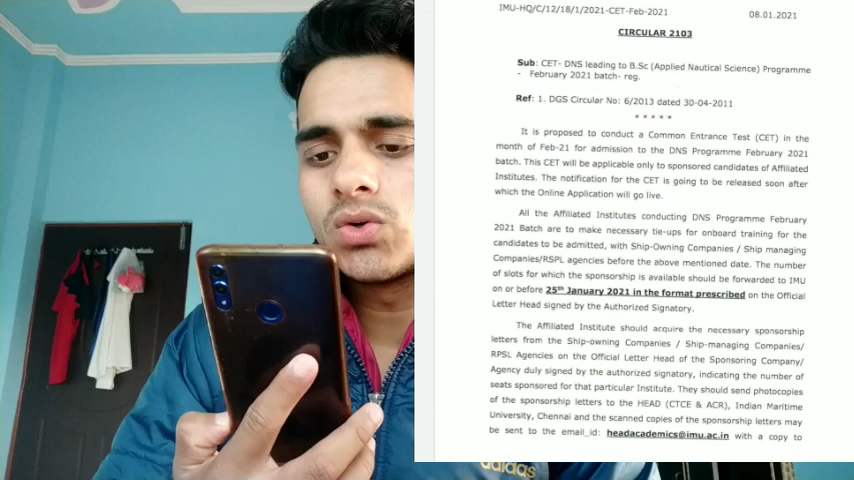 IMU-HQ/C/12/18/1/2021-CET-Feb-2021
08.01.2021
CIRCULAR 2103
Sub: CET- DNS leading to B.Sc (Applied Nautical Science) Programme
- February 2021 batch- reg.
Ref: 1. DGS Circular No: 6/2013 dated 30-04-2011
* * * * *
It is proposed to conduct a Common Entrance Test (CET) in the
month of Feb-21 for admission to the DNS Programme February 2021
batch. This CET will be applicable only to sponsored candidates of Affiliated
Institutes. The notification for the CET is going to be released soon after
which the Online Application will go live.
All the Affiliated Institutes conducting DNS Programme February
2021 Batch are to make necessary tie-ups for onboard training for the
candidates to be admitted, with Ship-Owning Companies / Ship managing
Companies/RSPL agencies before the above mentioned date. The number
of slots for which the sponsorship is available should be forwarded to IMU
on or before 25th January 2021 in the format prescribed on the Official
Letter Head signed by the Authorized Signatory.
The Affiliated Institute should acquire the necessary sponsorship
letters from the Ship-owning Companies / Ship-managing Companies/
RPSL Agencies on the Official Letter Head of the Sponsoring Company/
Agency duly signed by the authorized signatory, indicating the number of
seats sponsored for that particular Institute. They should send photocopies
of the sponsorship letters to the HEAD (CTCE & ACR), Indian Maritime
University, Chennai and the scanned copies of the sponsorship letters may
be sent to the email_id: headacademics@imu.ac.in with a copy to
adidas